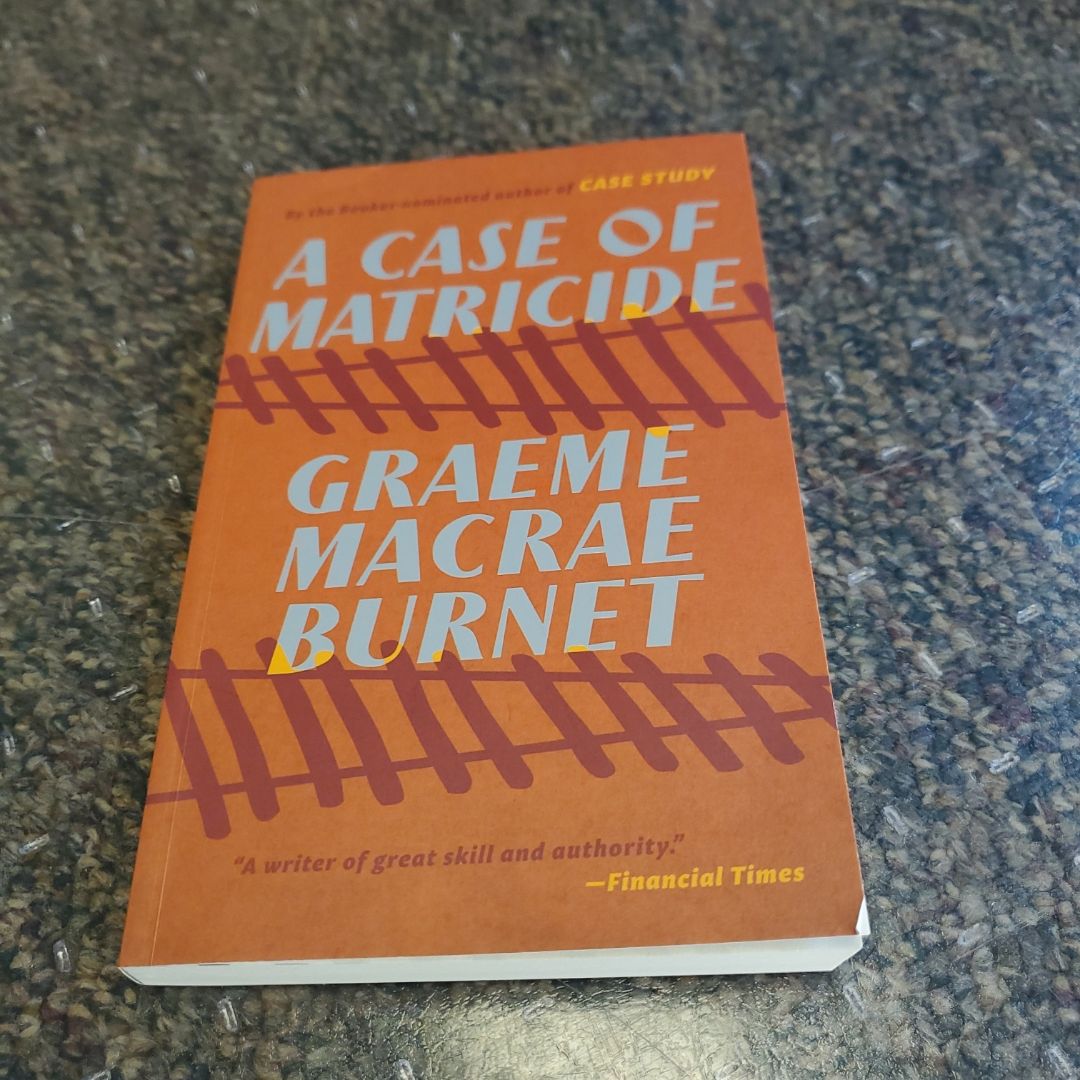 By the Booker-nominated author of CASE STUDY
A CASE OF
MATRICIDE
GRAEME
MACRAE
BURNET
“A writer of great skill and authority.”
—Financial Times